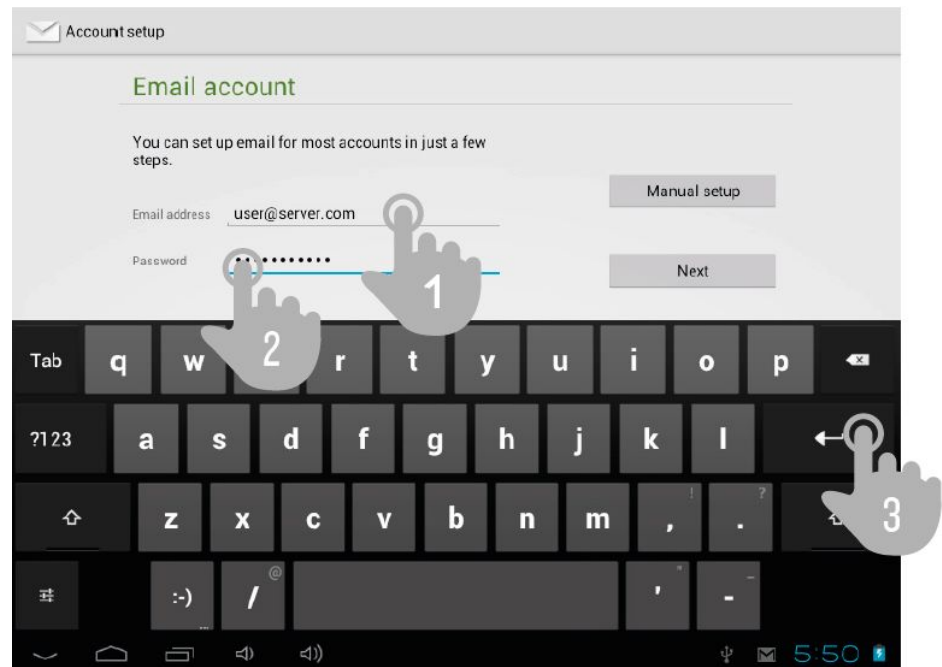 Account setup
Email account
You can set up email for most accounts in just a few
steps.
Manual setup
Email address user@server.com
Password •••••••••••
Next
1
2
Tab q w r t y u i o p
?123 a s d f g h j k l
3
! ?
z x c v b n m , .
@ " _
:-) / ' -
...
5:50